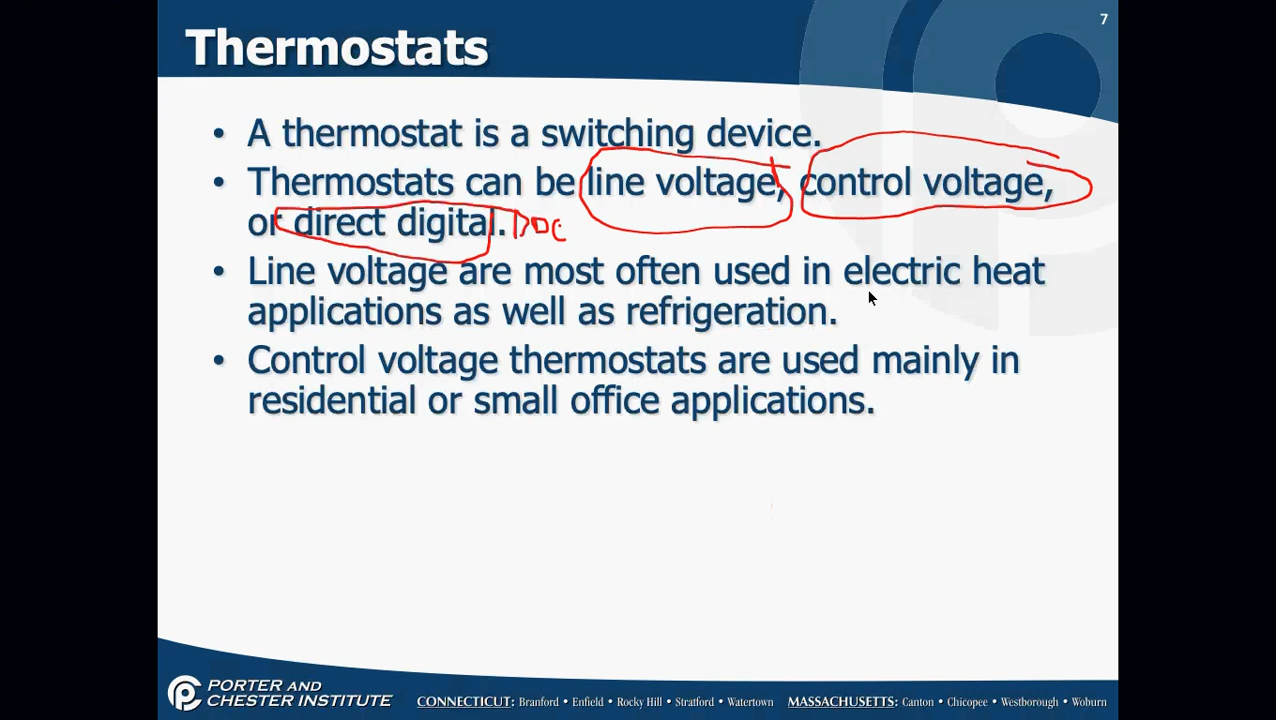 7
Thermostats
• A thermostat is a switching device.
• Thermostats can be line voltage, control voltage,
or direct digital. DDC
• Line voltage are most often used in electric heat
applications as well as refrigeration.
• Control voltage thermostats are used mainly in
residential or small office applications.
PORTER AND
CHESTER INSTITUTE
CONNECTICUT: Branford • Enfield • Rocky Hill • Stratford • Watertown
MASSACHUSETTS: Canton • Chicopee • Westborough • Woburn